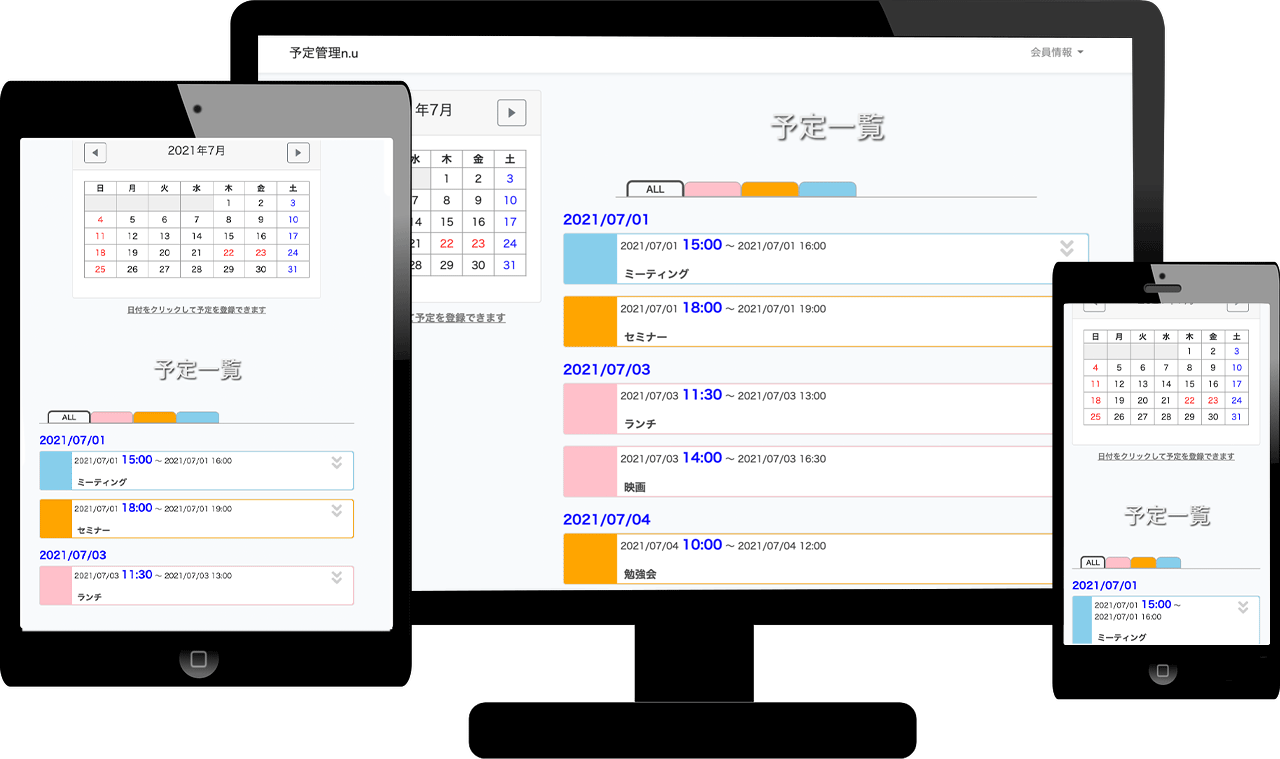 予定管理n.u
会員情報
年7月
水 木 金 土
1 2 3
7 8 9 10
14 15 16 17
21 22 23 24
28 29 30 31
予定を登録できます
予定一覧
ALL
2021/07/01
2021/07/01 15:00 ～ 2021/07/01 16:00
ミーティング
2021/07/01 18:00 ～ 2021/07/01 19:00
セミナー
2021/07/03
2021/07/03 11:30 ～ 2021/07/03 13:00
ランチ
2021/07/03 14:00 ～ 2021/07/03 16:30
映画
2021/07/04
2021/07/04 10:00 ～ 2021/07/04 12:00
勉強会
2021年7月
日 月 火 水 木 金 土
1 2 3
4 5 6 7 8 9 10
11 12 13 14 15 16 17
18 19 20 21 22 23 24
25 26 27 28 29 30 31
日付をクリックして予定を登録できます
予定一覧
ALL
2021/07/01
2021/07/01 15:00 ～ 2021/07/01 16:00
ミーティング
2021/07/01 18:00 ～ 2021/07/01 19:00
セミナー
2021/07/03
2021/07/03 11:30 ～ 2021/07/03 13:00
ランチ
日 月 火 水 木 金 土
1 2 3
4 5 6 7 8 9 10
11 12 13 14 15 16 17
18 19 20 21 22 23 24
25 26 27 28 29 30 31
日付をクリックして予定を登録できます
予定一覧
ALL
2021/07/01
2021/07/01 15:00 ～
2021/07/01 16:00
ミーティング